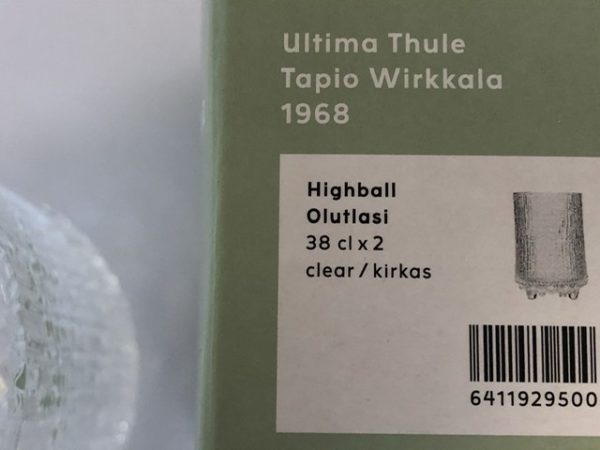 Ultima Thule
Tapio Wirkkala
1968
Highball
Olutlasi
38 cl x 2
clear / kirkas
6411929500